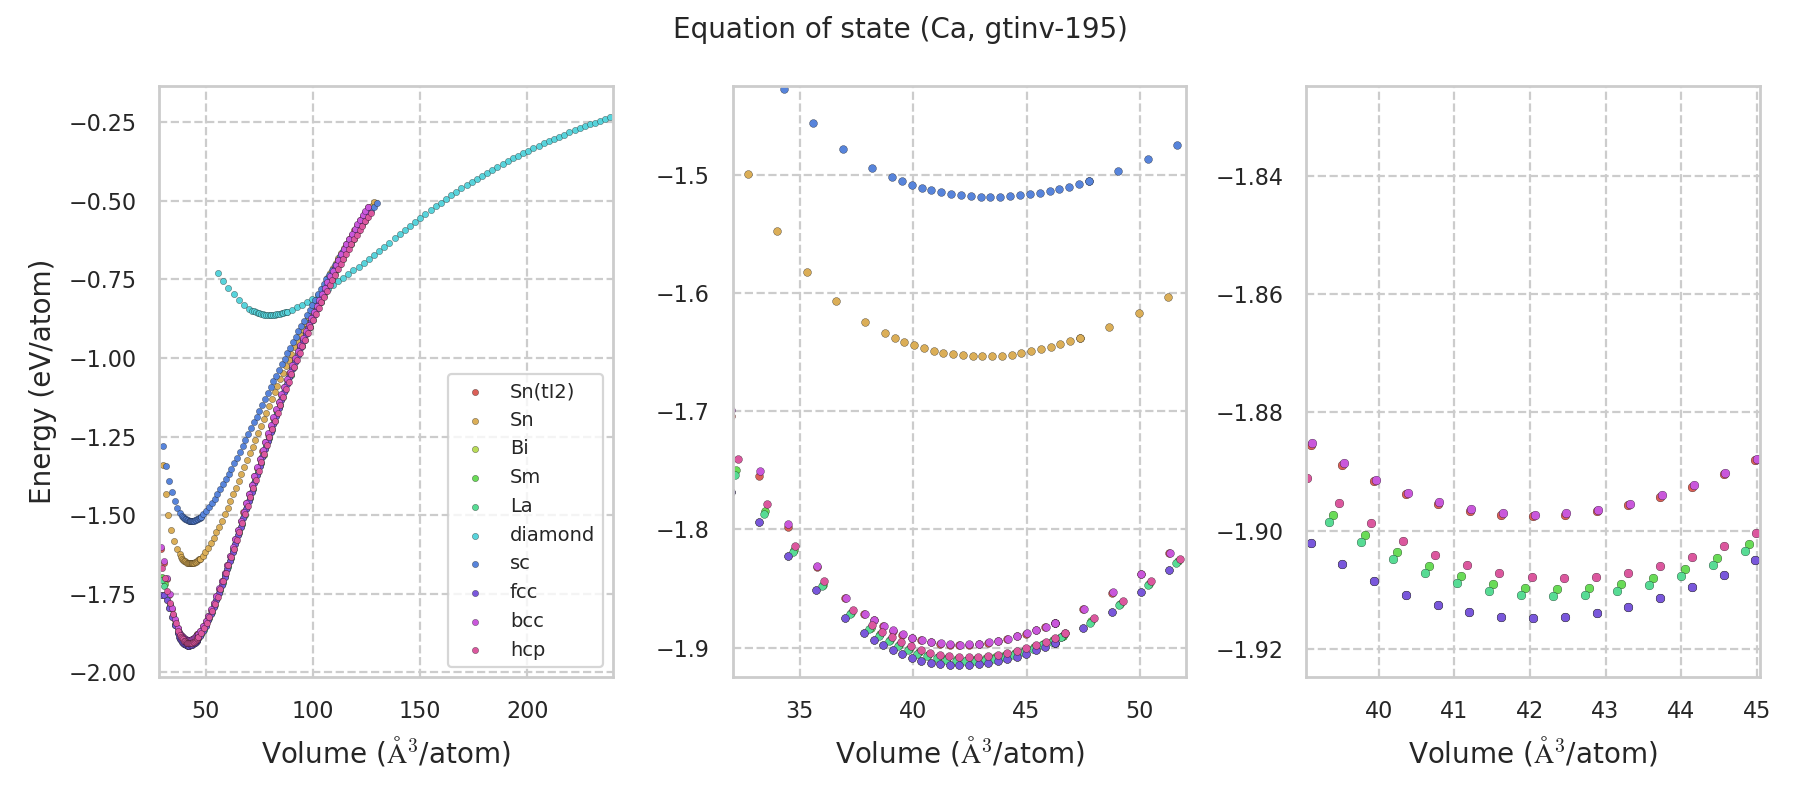 Equation of state (Ca, gtinv-195)
Energy (eV/atom)
−0.25
−0.50
−0.75
−1.00
−1.25
−1.50
−1.75
−2.00
50 100 150 200
Volume (Å³/atom)
Sn(tI2)
Sn
Bi
Sm
La
diamond
sc
fcc
bcc
hcp
−1.5
−1.6
−1.7
−1.8
−1.9
35 40 45 50
Volume (Å³/atom)
−1.84
−1.86
−1.88
−1.90
−1.92
40 41 42 43 44 45
Volume (Å³/atom)